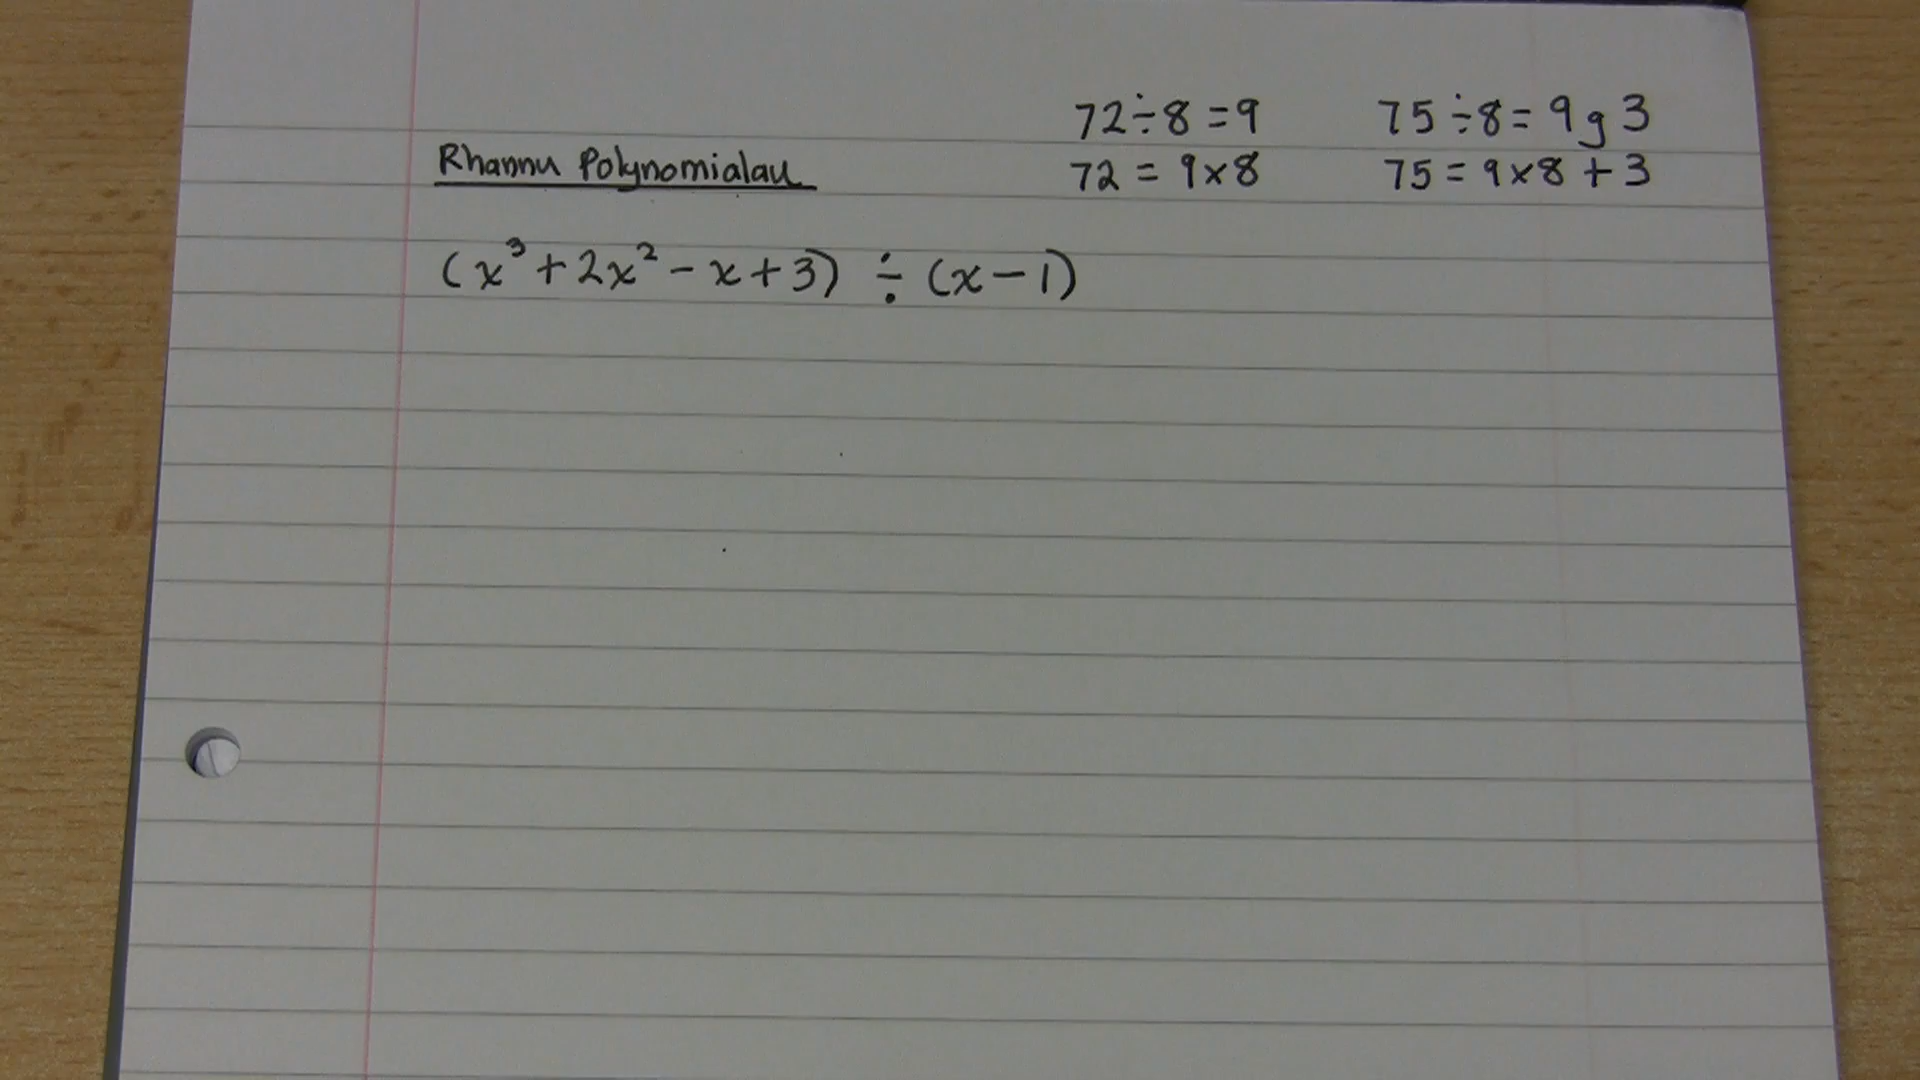 72÷8=9 75÷8=9 g 3
Rhannu Polynomialau 72 = 9×8 75 = 9×8 + 3
(x³ + 2x² - x + 3) ÷ (x - 1)